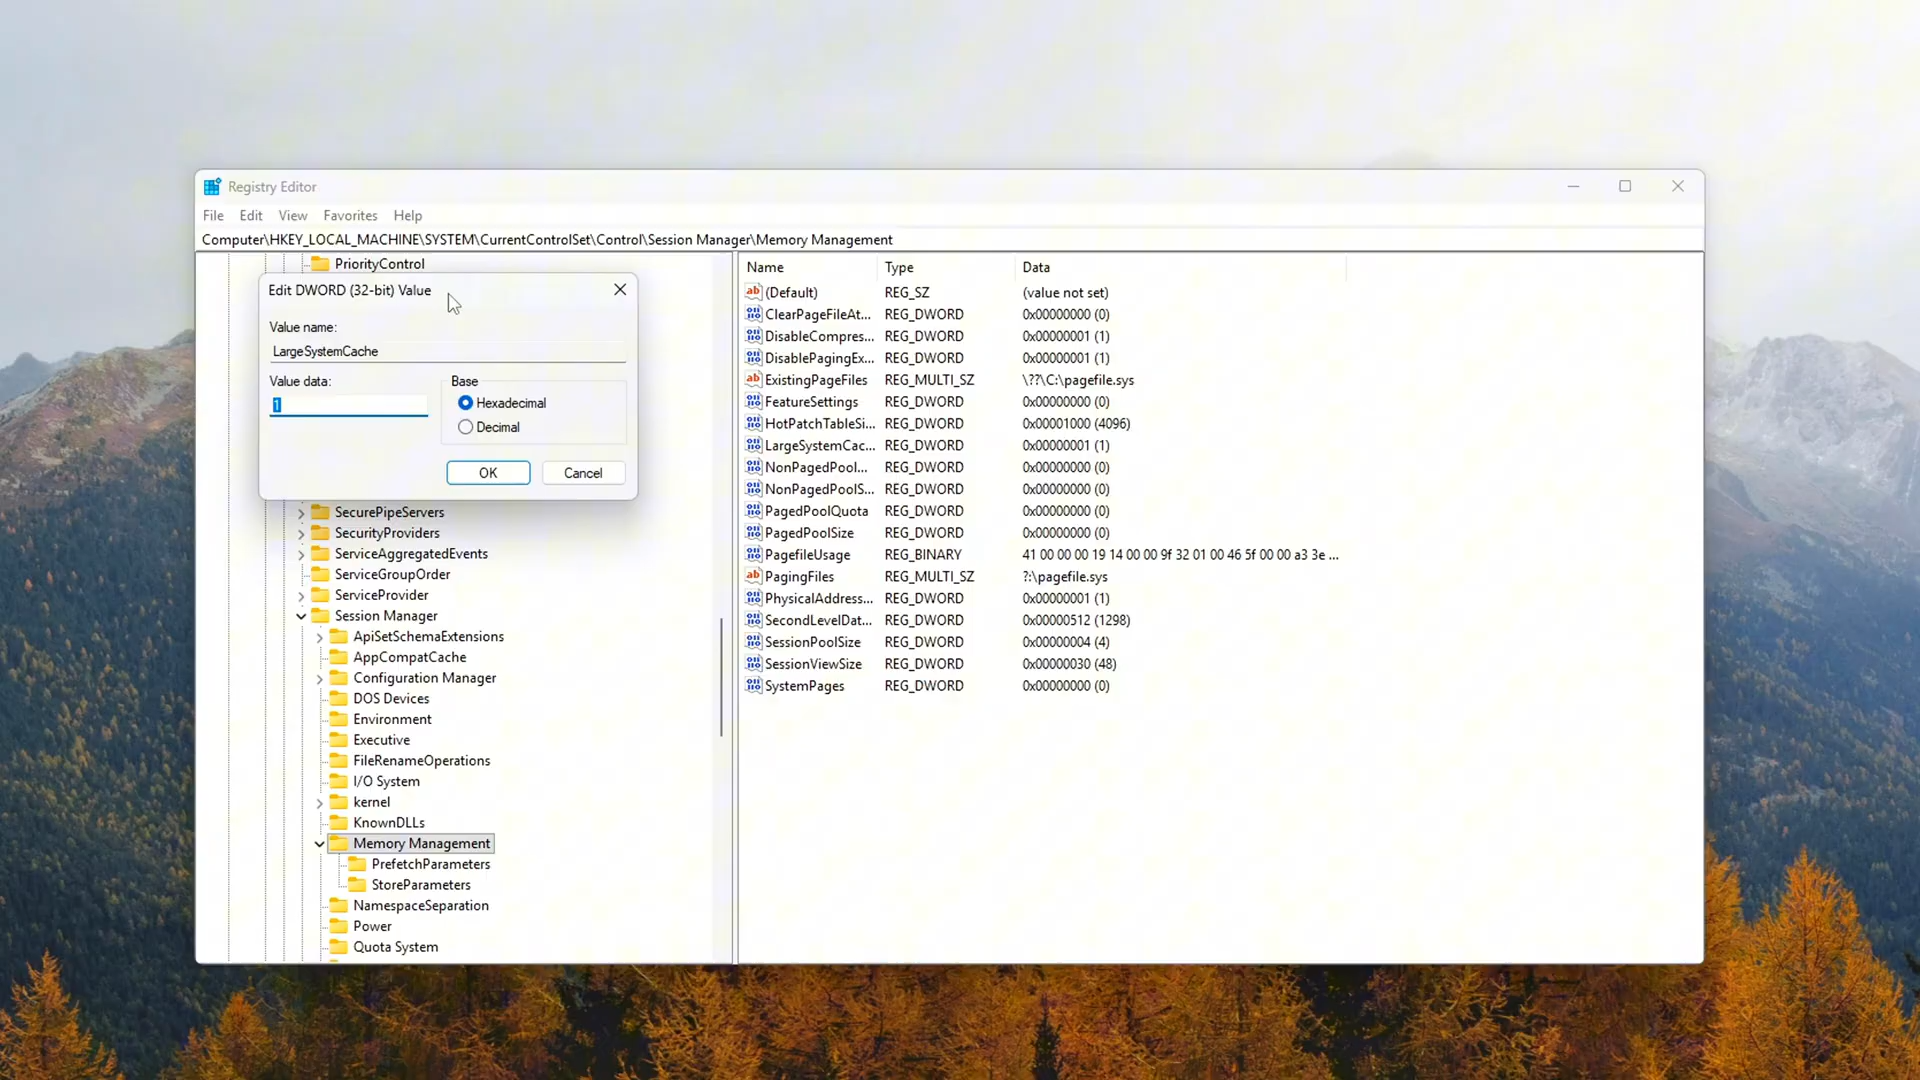 Registry Editor
File Edit View Favorites Help
Computer\HKEY_LOCAL_MACHINE\SYSTEM\CurrentControlSet\Control\Session Manager\Memory Management
PriorityControl
Edit DWORD (32-bit) Value
Value name:
LargeSystemCache
Value data:
1
Base
Hexadecimal
Decimal
OK
Cancel
SecurePipeServers
SecurityProviders
ServiceAggregatedEvents
ServiceGroupOrder
ServiceProvider
Session Manager
ApiSetSchemaExtensions
AppCompatCache
Configuration Manager
DOS Devices
Environment
Executive
FileRenameOperations
I/O System
kernel
KnownDLLs
Memory Management
PrefetchParameters
StoreParameters
NamespaceSeparation
Power
Quota System
Name Type Data
(Default) REG_SZ (value not set)
ClearPageFileAt... REG_DWORD 0x00000000 (0)
DisableCompres... REG_DWORD 0x00000001 (1)
DisablePagingEx... REG_DWORD 0x00000001 (1)
ExistingPageFiles REG_MULTI_SZ \??\C:\pagefile.sys
FeatureSettings REG_DWORD 0x00000000 (0)
HotPatchTableSi... REG_DWORD 0x00001000 (4096)
LargeSystemCac... REG_DWORD 0x00000001 (1)
NonPagedPool... REG_DWORD 0x00000000 (0)
NonPagedPoolS... REG_DWORD 0x00000000 (0)
PagedPoolQuota REG_DWORD 0x00000000 (0)
PagedPoolSize REG_DWORD 0x00000000 (0)
PagefileUsage REG_BINARY 41 00 00 00 19 14 00 00 9f 32 01 00 46 5f 00 00 a3 3e ...
PagingFiles REG_MULTI_SZ ?:\pagefile.sys
PhysicalAddress... REG_DWORD 0x00000001 (1)
SecondLevelDat... REG_DWORD 0x00000512 (1298)
SessionPoolSize REG_DWORD 0x00000004 (4)
SessionViewSize REG_DWORD 0x00000030 (48)
SystemPages REG_DWORD 0x00000000 (0)